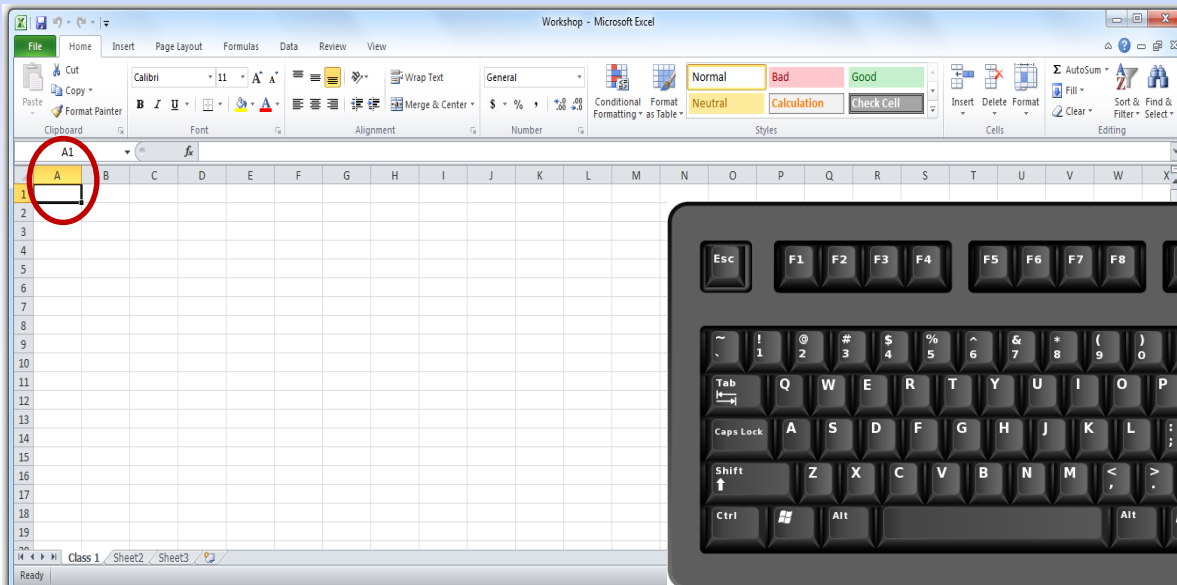 Workshop - Microsoft Excel
File Home Insert Page Layout Formulas Data Review View
Paste
Cut
Copy
Format Painter
Clipboard
Calibri 11 A A
B I U A
Font
Wrap Text
Merge & Center
Alignment
General
$ % , .0 .00 .00 .0
Number
Conditional Formatting
Format as Table
Normal Bad Good
Neutral Calculation Check Cell
Styles
Insert Delete Format
Cells
Σ AutoSum
Fill
Clear
Sort & Filter
Find & Select
Editing
A1 fx
A B C D E F G H I J K L M N O P Q R S T U V W X
1
2
3
4
5
6
7
8
9
10
11
12
13
14
15
16
17
18
19
20
Class 1 Sheet2 Sheet3
Ready
Esc F1 F2 F3 F4 F5 F6 F7 F8
~ ` ! 1 @ 2 # 3 $ 4 % 5 ^ 6 & 7 * 8 ( 9 ) 0
Tab Q W E R T Y U I O P
Caps Lock A S D F G H J K L : ;
Shift Z X C V B N M < , > .
Ctrl Alt Alt